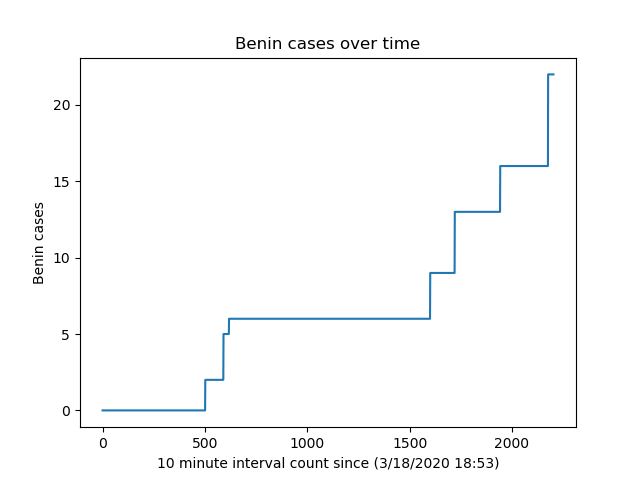 Benin cases over time
20
15
10
5
0
Benin cases
0 500 1000 1500 2000
10 minute interval count since (3/18/2020 18:53)